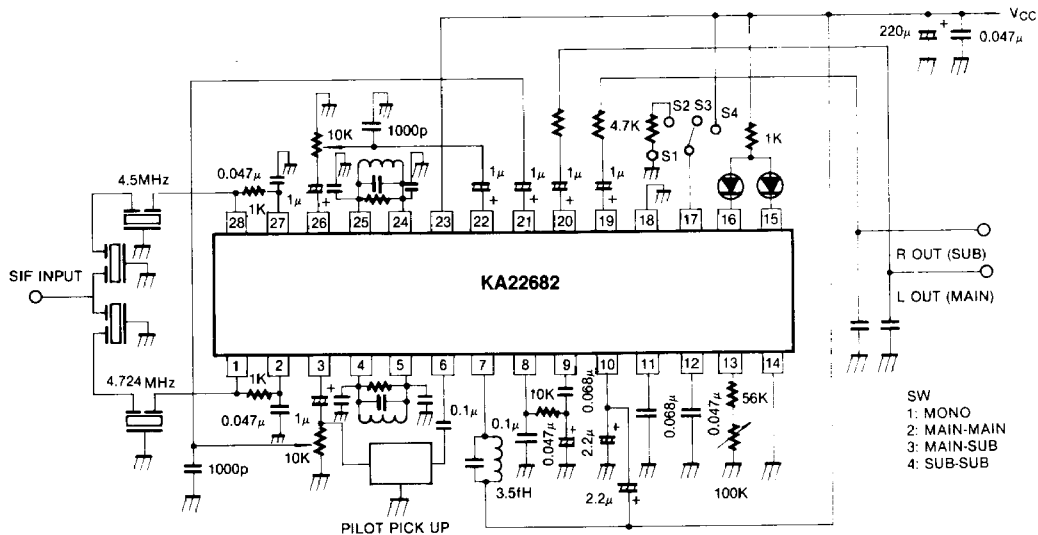 VCC
220μ + + 0.047μ
S2 S3 S4
10K 1000p 4.7K 1K
S1
4.5MHz 0.047μ 1K 1μ + 1μ + 1μ + 1μ + 1μ +
28 27 26 25 24 23 22 21 20 19 18 17 16 15
R OUT (SUB)
SIF INPUT
KA22682
L OUT (MAIN)
1 2 3 4 5 6 7 8 9 10 11 12 13 14
4.724 MHz 1K 0.047μ + 1μ 10K 0.1μ 0.1μ 10K 0.047μ + 0.068μ 2.2μ + 0.068μ 0.047μ 56K
1000p 3.5fH 2.2μ + 100K
PILOT PICK UP
SW
1: MONO
2: MAIN-MAIN
3: MAIN-SUB
4: SUB-SUB